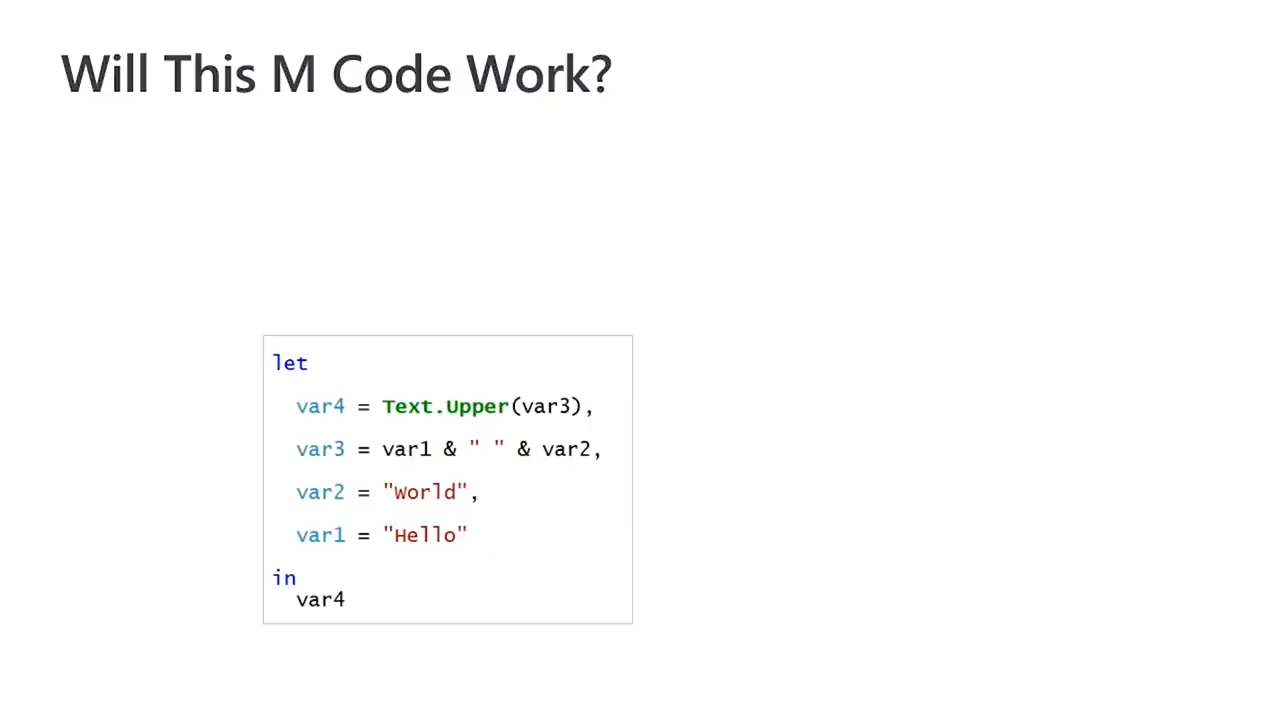 Will This M Code Work?
let
var4 = Text.Upper(var3),
var3 = var1 & " " & var2,
var2 = "World",
var1 = "Hello"
in
var4